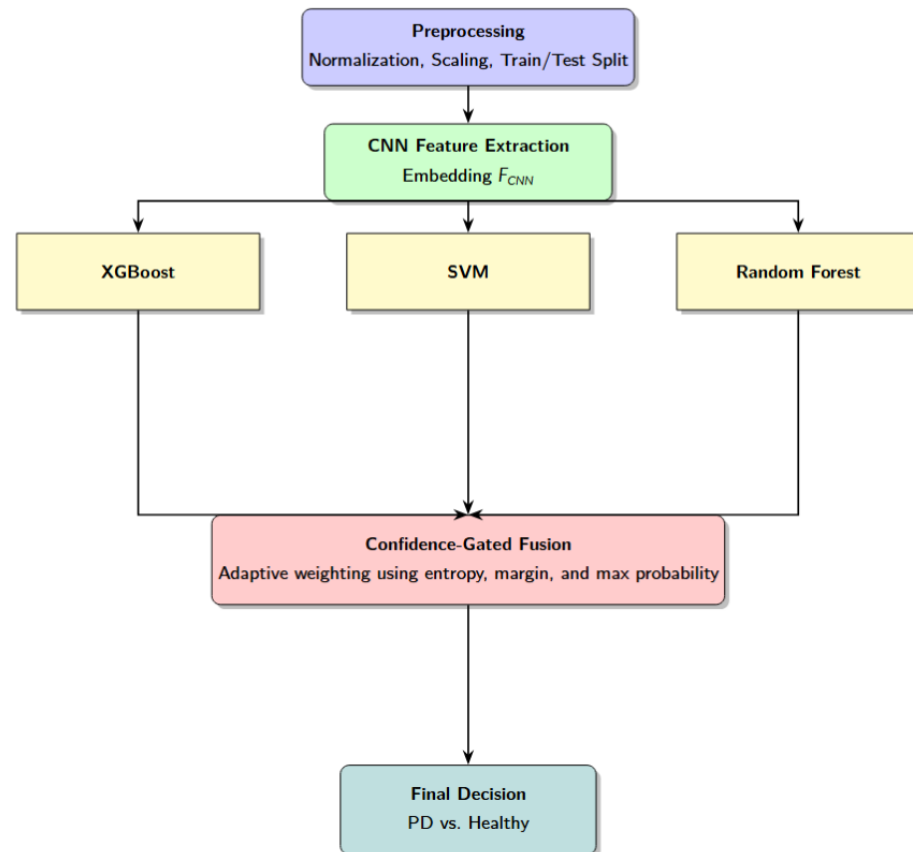 Preprocessing
Normalization, Scaling, Train/Test Split
CNN Feature Extraction
Embedding F_CNN
XGBoost
SVM
Random Forest
Confidence-Gated Fusion
Adaptive weighting using entropy, margin, and max probability
Final Decision
PD vs. Healthy